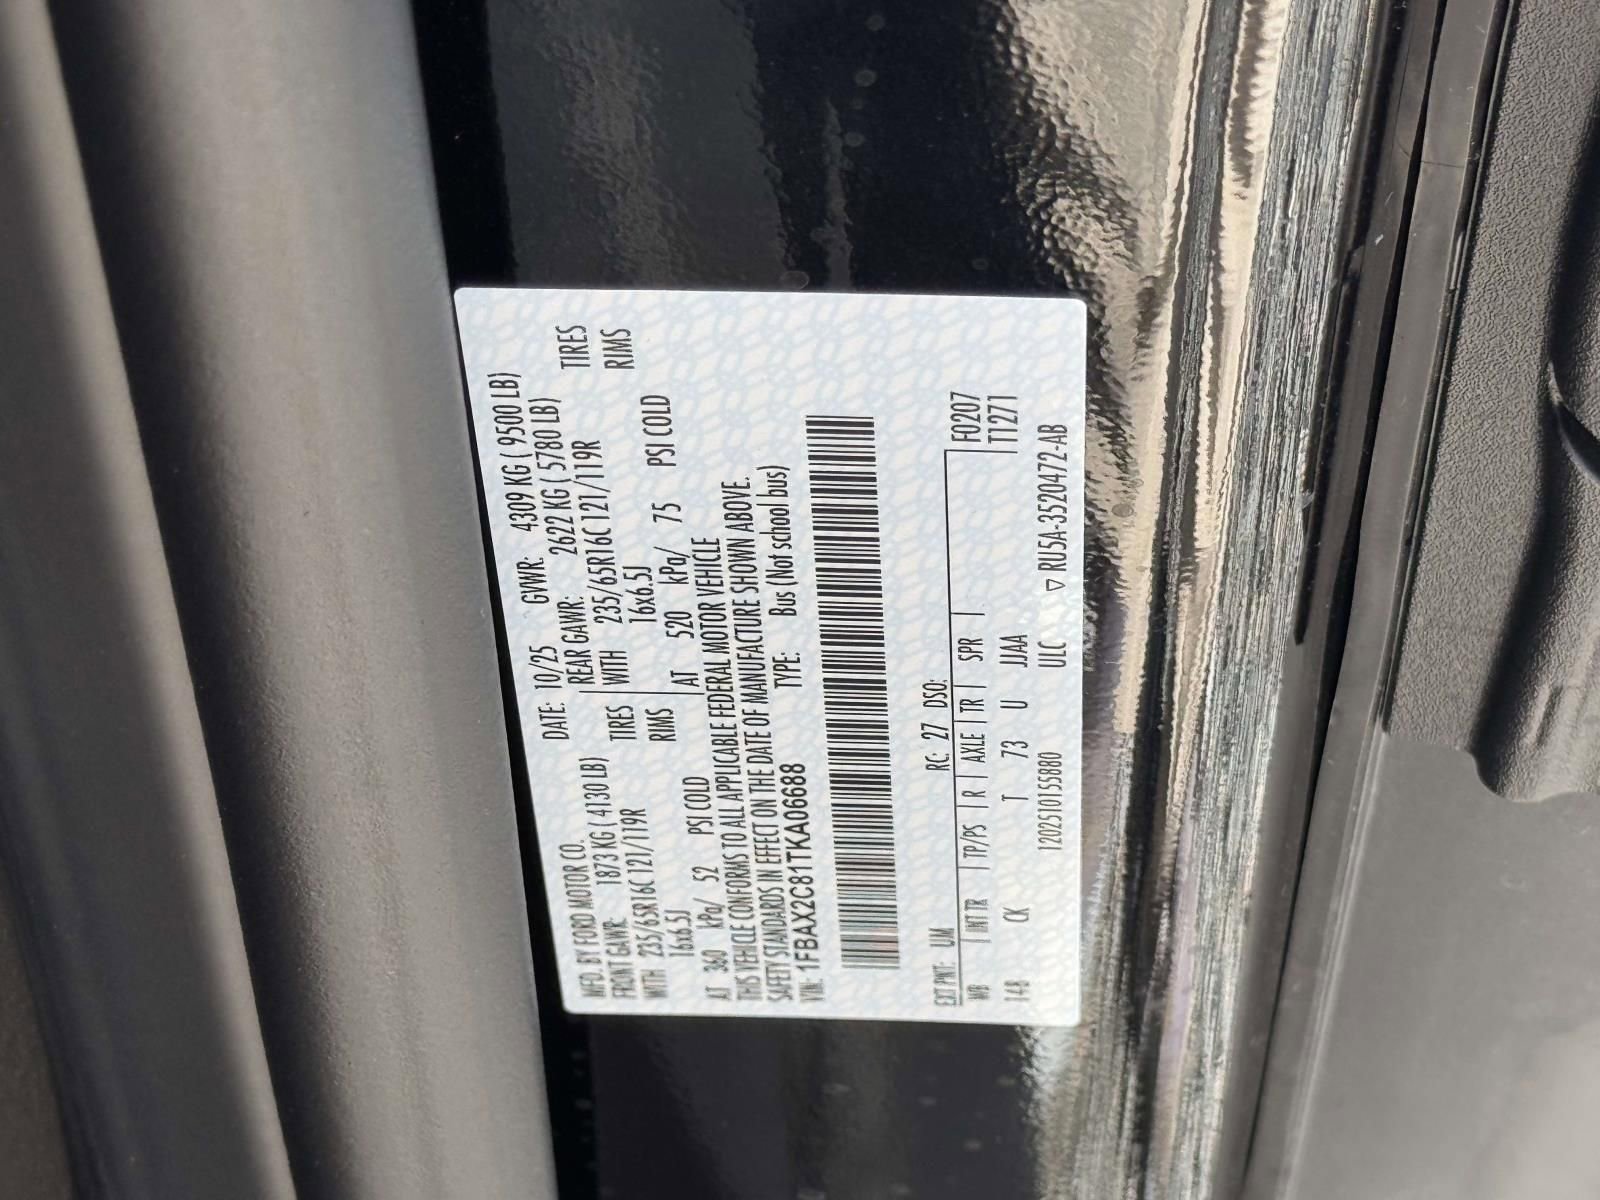 MFD. BY FORD MOTOR CO.
DATE: 10/25 GVWR: 4309 KG ( 9500 LB)
FRONT GAWR: 1873 KG ( 4130 LB) REAR GAWR: 2622 KG ( 5780 LB)
WITH 235/65R16C 121/119R TIRES WITH 235/65R16C 121/119R TIRES
16x6.5J RIMS 16x6.5J RIMS
AT 360 kPa/ 52 PSI COLD AT 520 kPa/ 75 PSI COLD
THIS VEHICLE CONFORMS TO ALL APPLICABLE FEDERAL MOTOR VEHICLE
SAFETY STANDARDS IN EFFECT ON THE DATE OF MANUFACTURE SHOWN ABOVE.
VIN: 1FBAX2C81TKA06688 TYPE: Bus (Not school bus)
EXT PNT: UM RC: 27 DSO:
WB INT TR TP/PS R AXLE TR SPR F0207
148 CK T 73 U JJAA T1271
120251015S880 ULC ▽ RU5A-3520472-AB